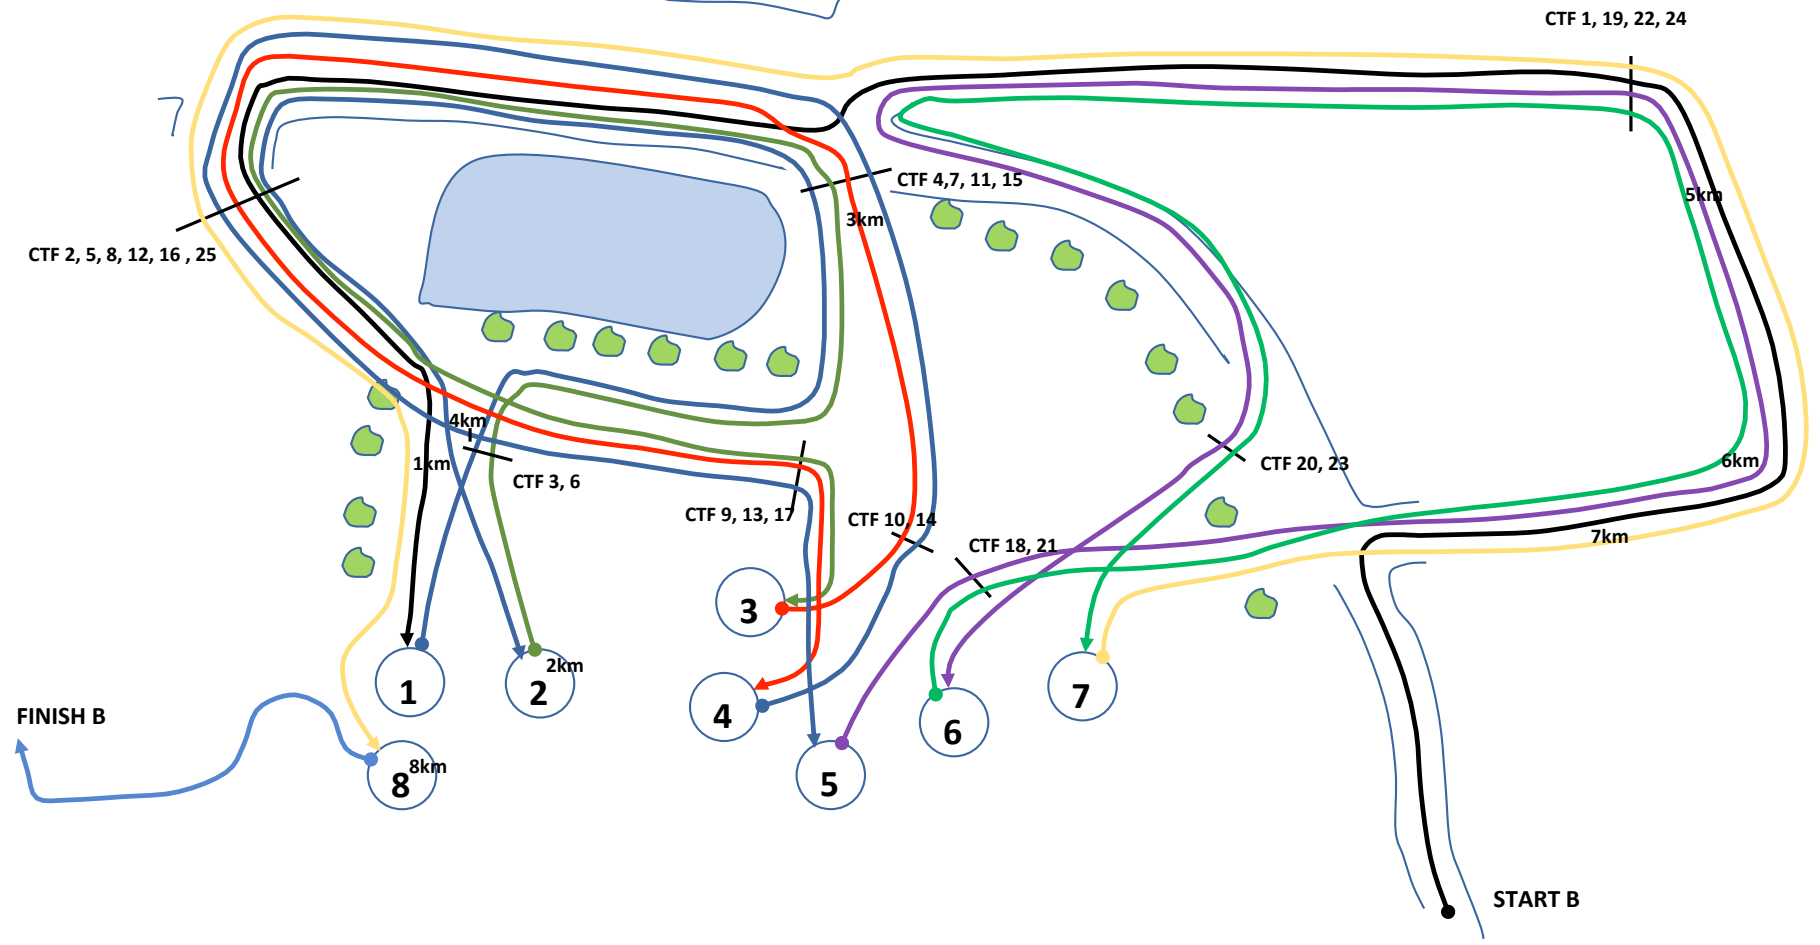 CTF 1, 19, 22, 24
CTF 4,7, 11, 15
5km
3km
CTF 2, 5, 8, 12, 16 , 25
4km
1km
CTF 20, 23
6km
CTF 3, 6
CTF 9, 13, 17
CTF 10, 14
7km
CTF 18, 21
3
2km
1
2
4
7
6
FINISH B
8km
8
5
START B